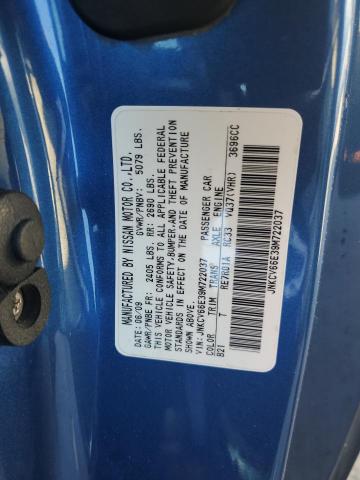 MANUFACTURED BY NISSAN MOTOR CO.,LTD.
DATE: 06/09 GVWR/PNBV: 5079 LBS.
GAWR/PNBE FR: 2405 LBS. RR: 2690 LBS.
THIS VEHICLE CONFORMS TO ALL APPLICABLE FEDERAL
MOTOR VEHICLE SAFETY,BUMPER,AND THEFT PREVENTION
STANDARDS IN EFFECT ON THE DATE OF MANUFACTURE
SHOWN ABOVE.
VIN: JNKCV66E39M722037 PASSENGER CAR
COLOR TRIM TRANS AXLE ENGINE
B21 T RE7R01A RC33 VQ37(VHR) 3696CC
JNKCV66E39M722037